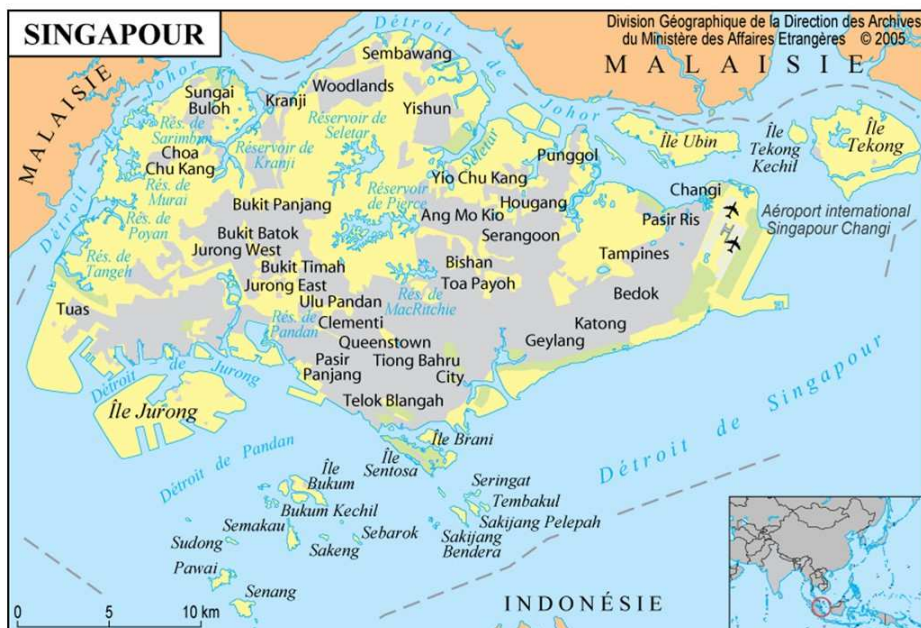 SINGAPOUR
Division Géographique de la Direction des Archives
du Ministère des Affaires Etrangères © 2005
MALAISIE
MALAISIE
Détroit de Johor
Détroit de Johor
Sembawang
Woodlands
Sungai
Buloh
Kranji
Yishun
Rés. de
Sarimbun
Réservoir de
Seletar
Réservoir
de Kranji
Seletar
Choa
Chu Kang
Punggol
Île Ubin
Île
Tekong
Kechil
Île
Tekong
Rés. de
Murai
Yio Chu Kang
Changi
Réservoir
de Pierce
Hougang
Bukit Panjang
Ang Mo Kio
Pasir Ris
Aéroport international
Singapour Changi
Rés. de
Poyan
Bukit Batok
Serangoon
Jurong West
Tampines
Rés. de
Tangeh
Bukit Timah
Bishan
Jurong East
Toa Payoh
Ulu Pandan
Rés. de
MacRitchie
Bedok
Tuas
Rés. de
Pandan
Clementi
Katong
Queenstown
Geylang
Pasir
Panjang
Tiong Bahru
City
Détroit de Jurong
Telok Blangah
Île Jurong
Île Brani
Île
Sentosa
Détroit de Singapour
Détroit de Pandan
Île
Bukum
Seringat
Bukum Kechil
Tembakul
Semakau
Sebarok
Sakijang Pelepah
Sudong
Sakeng
Sakijang
Bendera
Pawai
Senang
0 5 10 km
INDONÉSIE